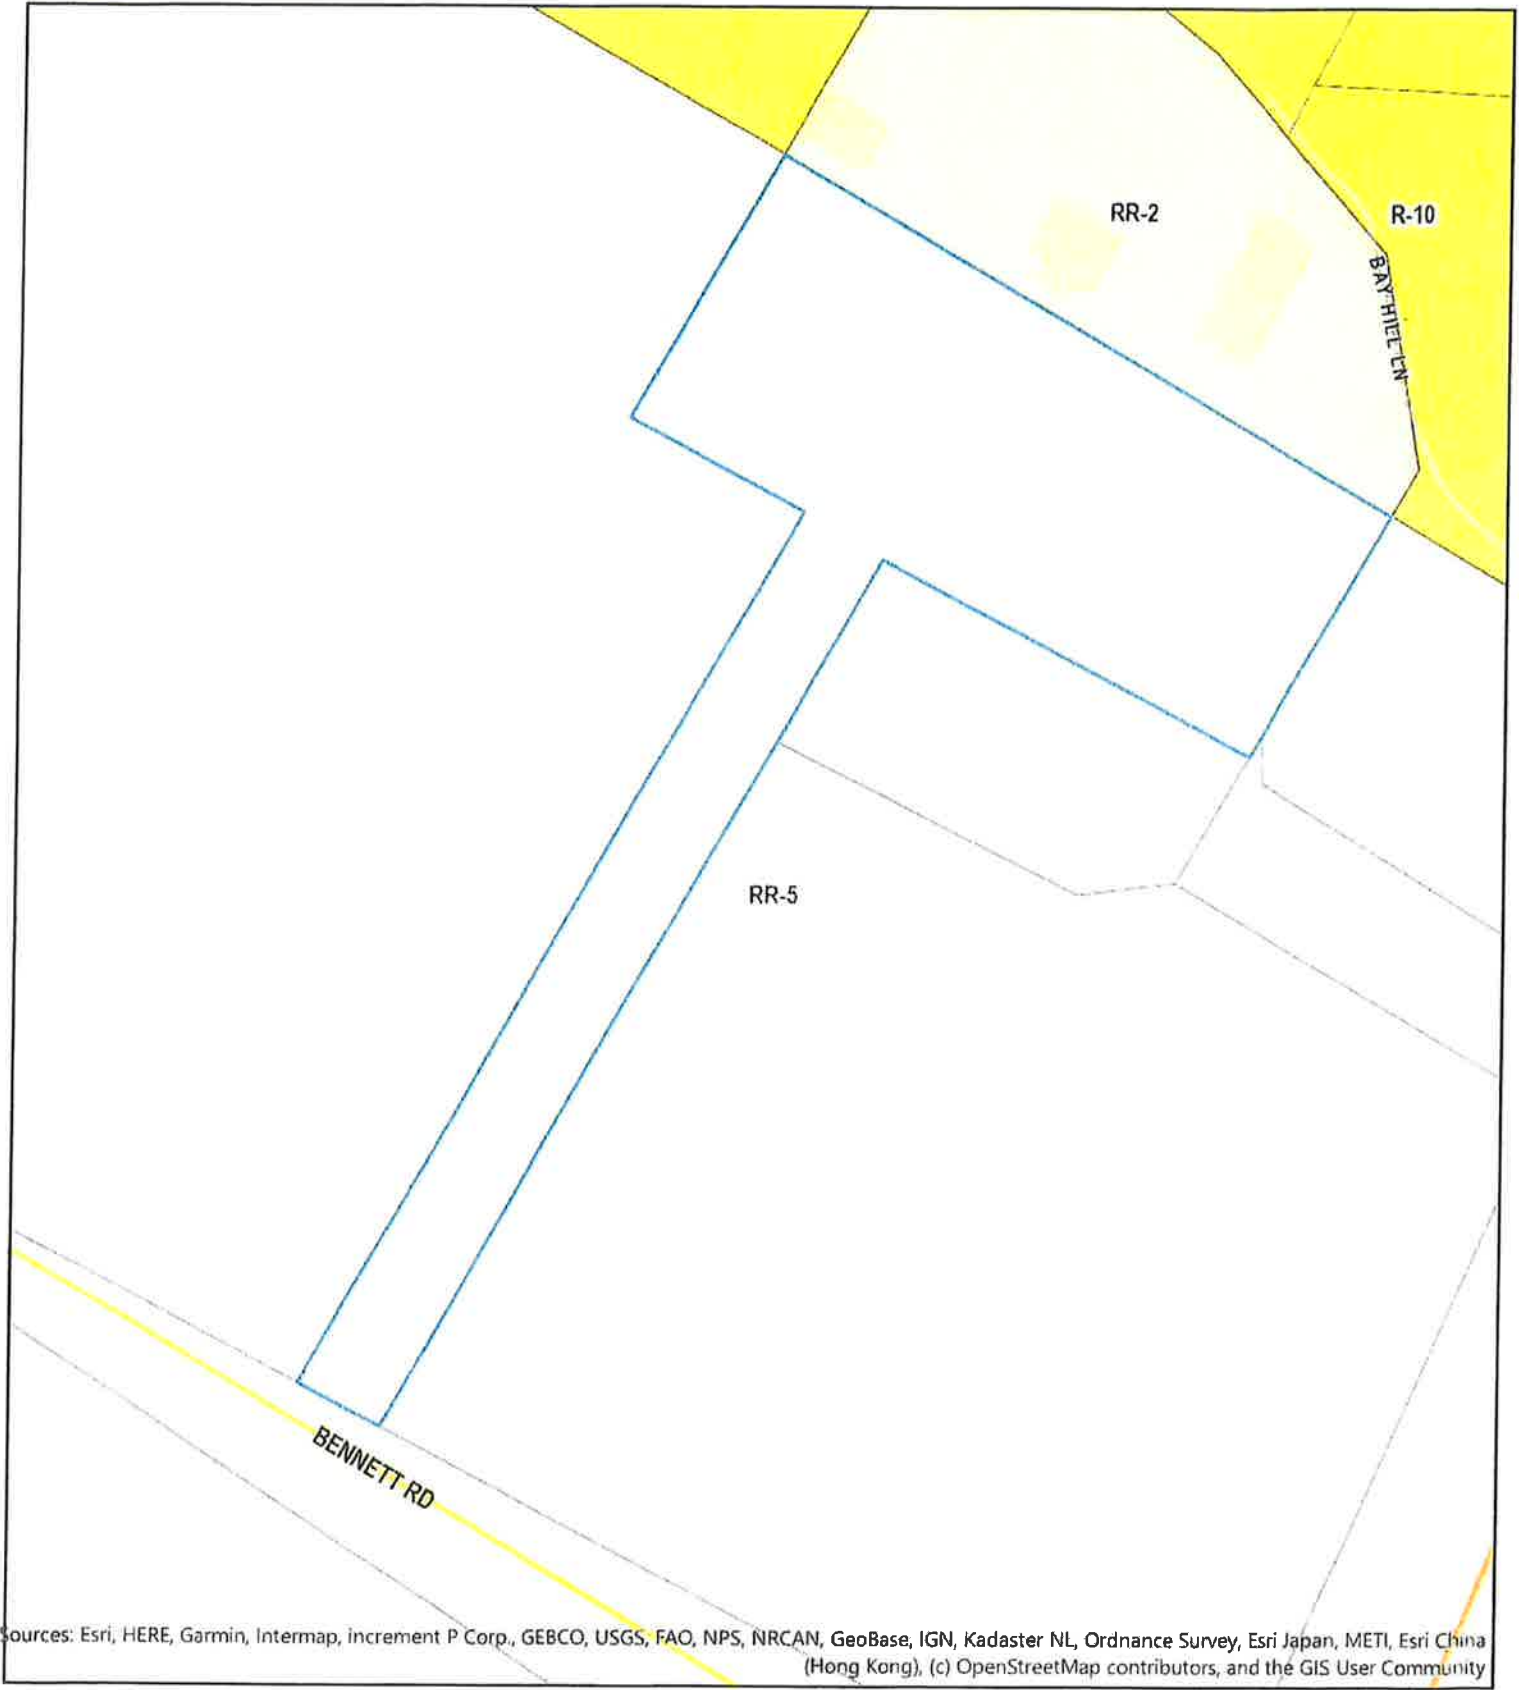 RR-2
R-10
BAY HILL LN
RR-5
BENNETT RD
Sources: Esri, HERE, Garmin, Intermap, increment P Corp., GEBCO, USGS, FAO, NPS, NRCAN, GeoBase, IGN, Kadaster NL, Ordnance Survey, Esri Japan, METI, Esri China
(Hong Kong), (c) OpenStreetMap contributors, and the GIS User Community